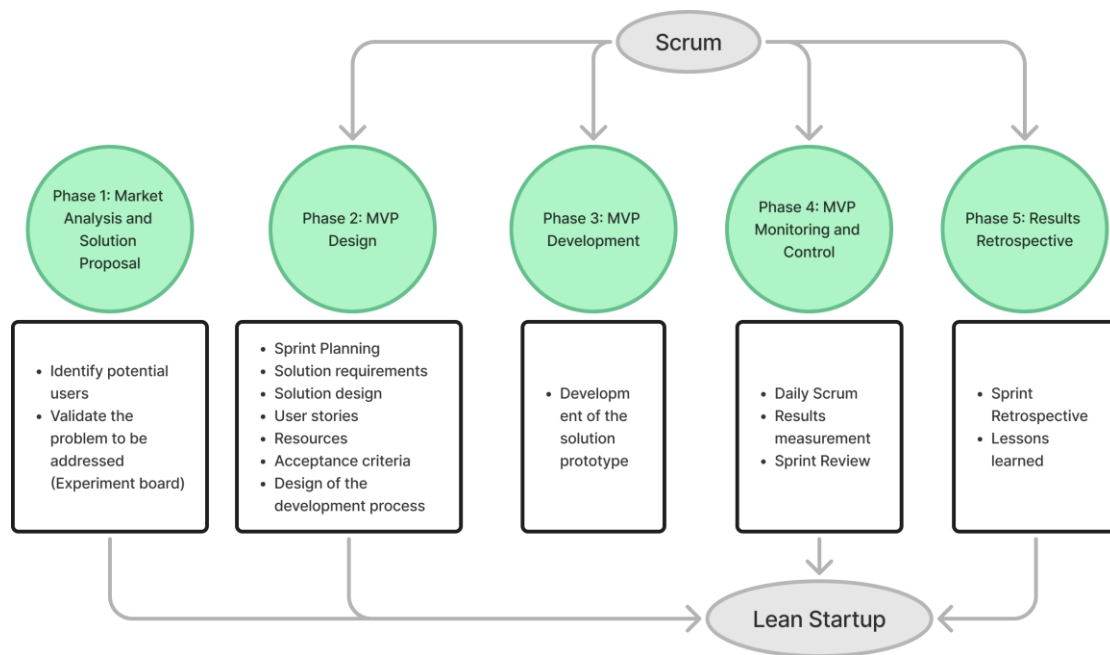 Scrum
Phase 1: Market
Analysis and
Solution
Proposal
Phase 2: MVP
Design
Phase 3: MVP
Development
Phase 4: MVP
Monitoring and
Control
Phase 5: Results
Retrospective
• Identify potential
users
• Validate the
problem to be
addressed
(Experiment board)
• Sprint Planning
• Solution requirements
• Solution design
• User stories
• Resources
• Acceptance criteria
• Design of the
development process
• Developm
ent of the
solution
prototype
• Daily Scrum
• Results
measurement
• Sprint Review
• Sprint
Retrospective
• Lessons
learned
Lean Startup